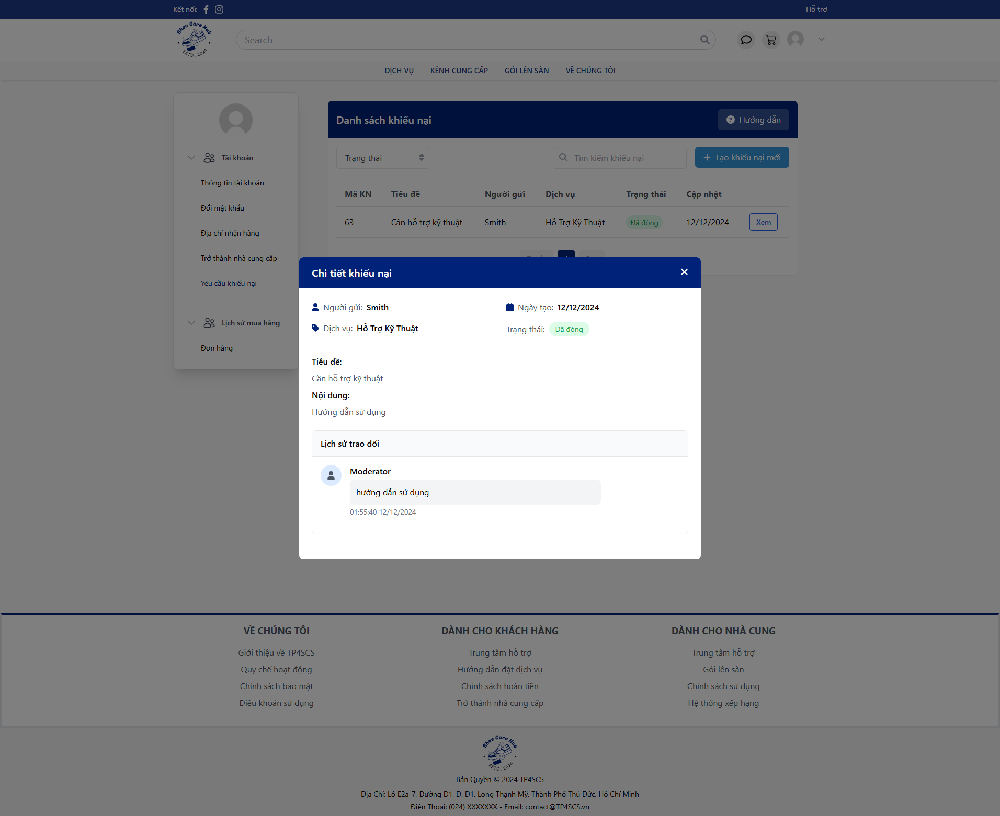 Kết nối:
Hỗ trợ
Shoe Care Hub
ESTD . 2024
Search
DỊCH VỤ
KÊNH CUNG CẤP
GÓI LÊN SÀN
VỀ CHÚNG TÔI
Tài khoản
Thông tin tài khoản
Đổi mật khẩu
Địa chỉ nhận hàng
Trở thành nhà cung cấp
Yêu cầu khiếu nại
Lịch sử mua hàng
Đơn hàng
Danh sách khiếu nại
Hướng dẫn
Trạng thái
Tìm kiếm khiếu nại
Tạo khiếu nại mới
Mã KN Tiêu đề Người gửi Dịch vụ Trạng thái Cập nhật
63 Cần hỗ trợ kỹ thuật Smith Hỗ Trợ Kỹ Thuật Đã đóng 12/12/2024 Xem
Chi tiết khiếu nại
Người gửi: Smith
Ngày tạo: 12/12/2024
Dịch vụ: Hỗ Trợ Kỹ Thuật
Trạng thái: Đã đóng
Tiêu đề:
Cần hỗ trợ kỹ thuật
Nội dung:
Hướng dẫn sử dụng
Lịch sử trao đổi
Moderator
hướng dẫn sử dụng
01:55:40 12/12/2024
VỀ CHÚNG TÔI
Giới thiệu về TP4SCS
Quy chế hoạt động
Chính sách bảo mật
Điều khoản sử dụng
DÀNH CHO KHÁCH HÀNG
Trung tâm hỗ trợ
Hướng dẫn đặt dịch vụ
Chính sách hoàn tiền
Trở thành nhà cung cấp
DÀNH CHO NHÀ CUNG
Trung tâm hỗ trợ
Gói lên sàn
Chính sách sử dụng
Hệ thống xếp hạng
Shoe Care Hub
ESTD . 2024
Bản Quyền © 2024 TP4SCS
Địa Chỉ: Lô E2a-7, Đường D1, D. Đ1, Long Thạnh Mỹ, Thành Phố Thủ Đức, Hồ Chí Minh
Điện Thoại: (024) XXXXXXX - Email: contact@TP4SCS.vn